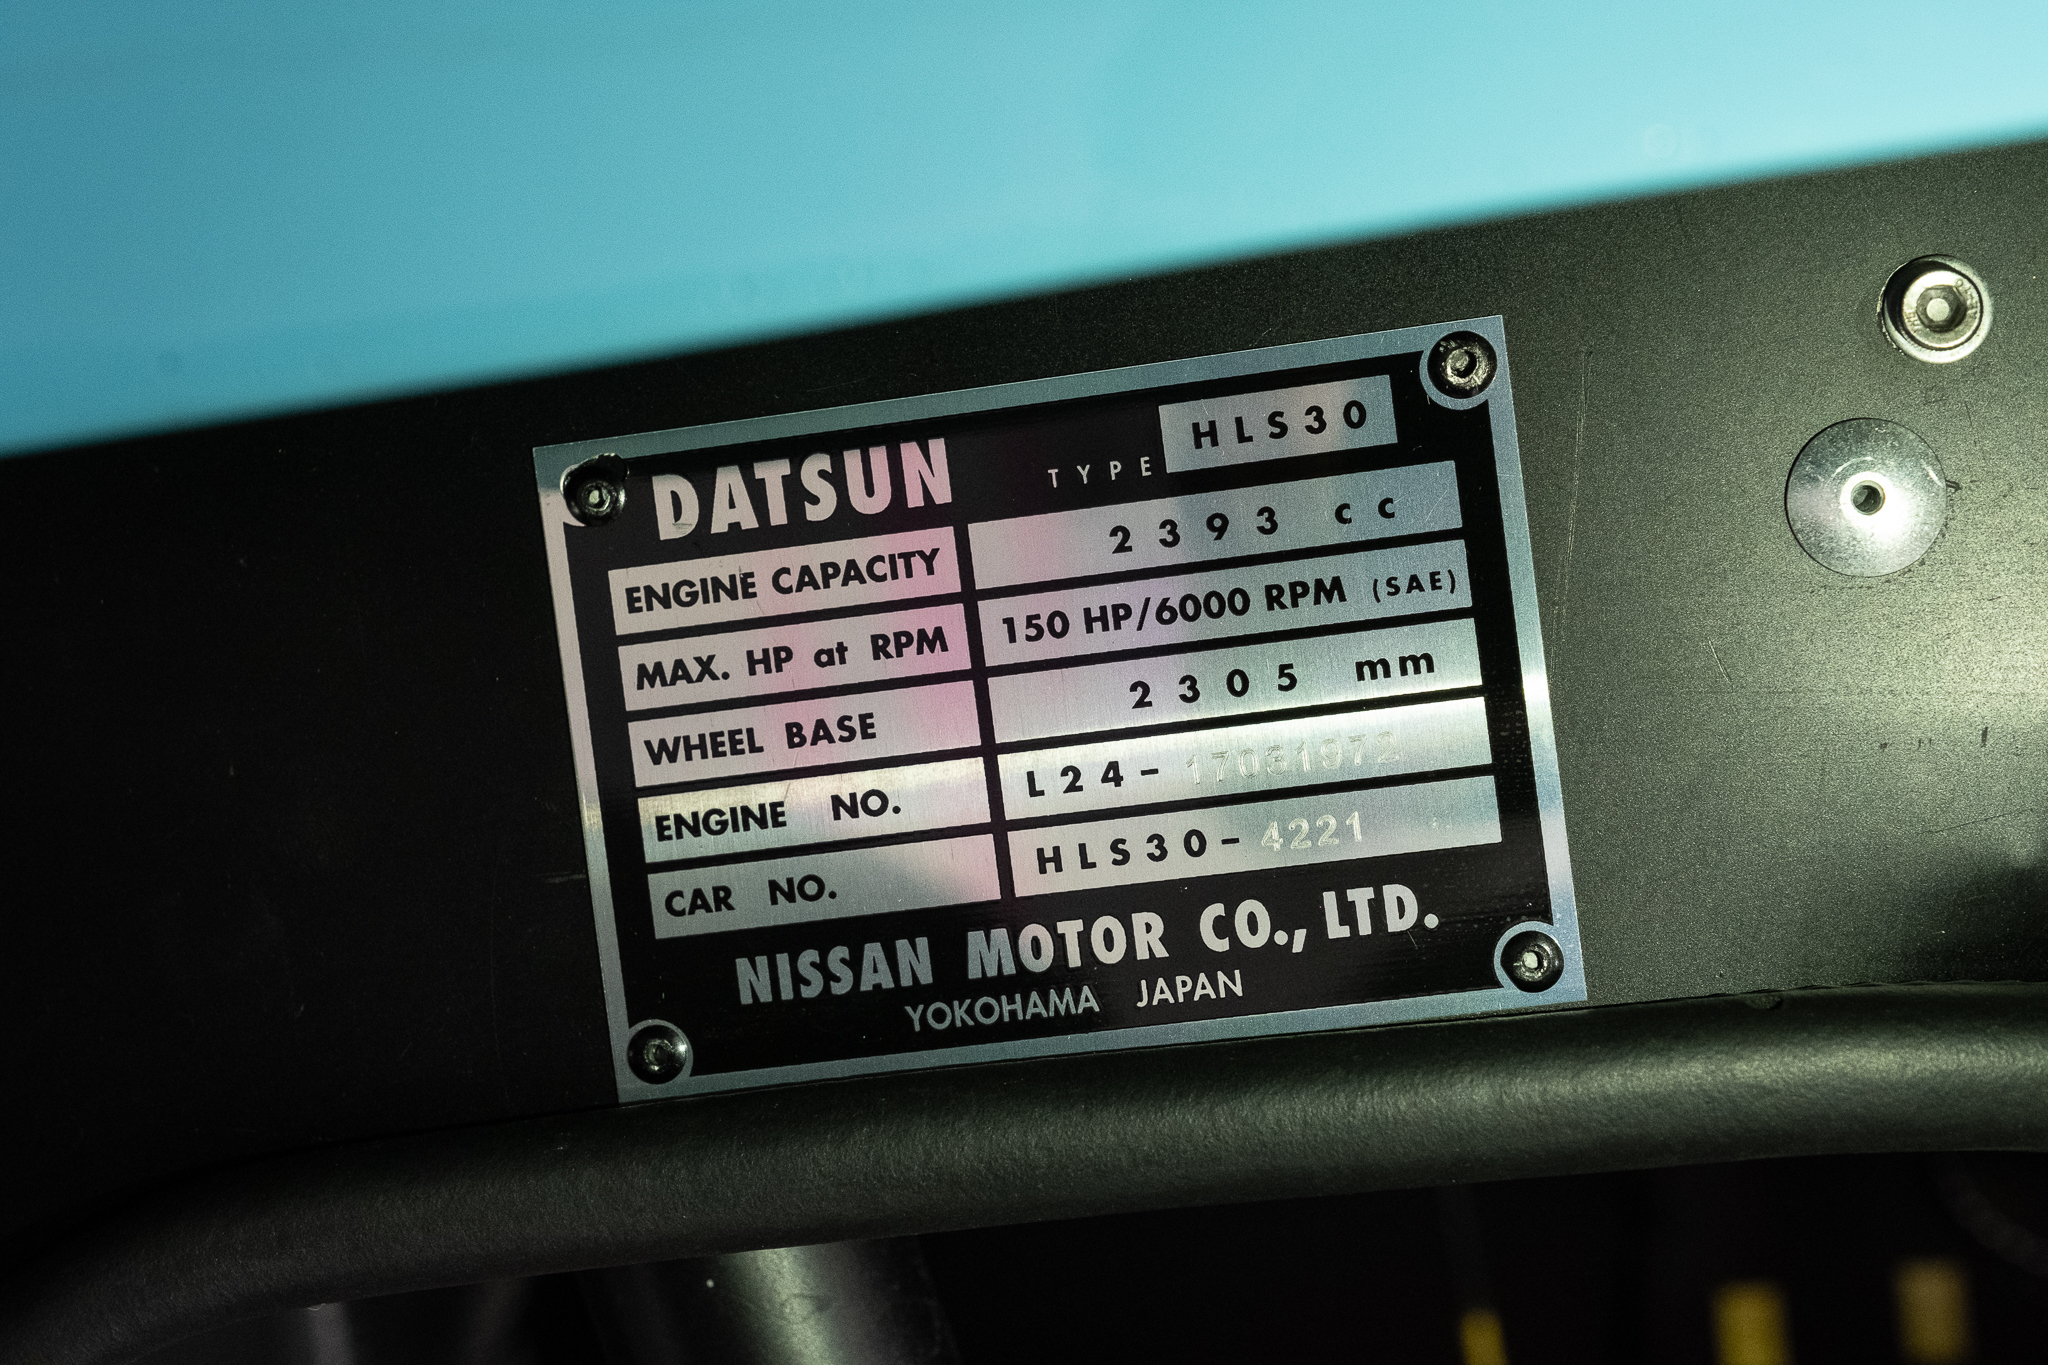 DATSUN TYPE HLS30
ENGINE CAPACITY 2393 cc
MAX. HP at RPM 150 HP/6000 RPM (SAE)
WHEEL BASE 2305 mm
ENGINE NO. L24-17031972
CAR NO. HLS30-4221
NISSAN MOTOR CO., LTD.
YOKOHAMA JAPAN